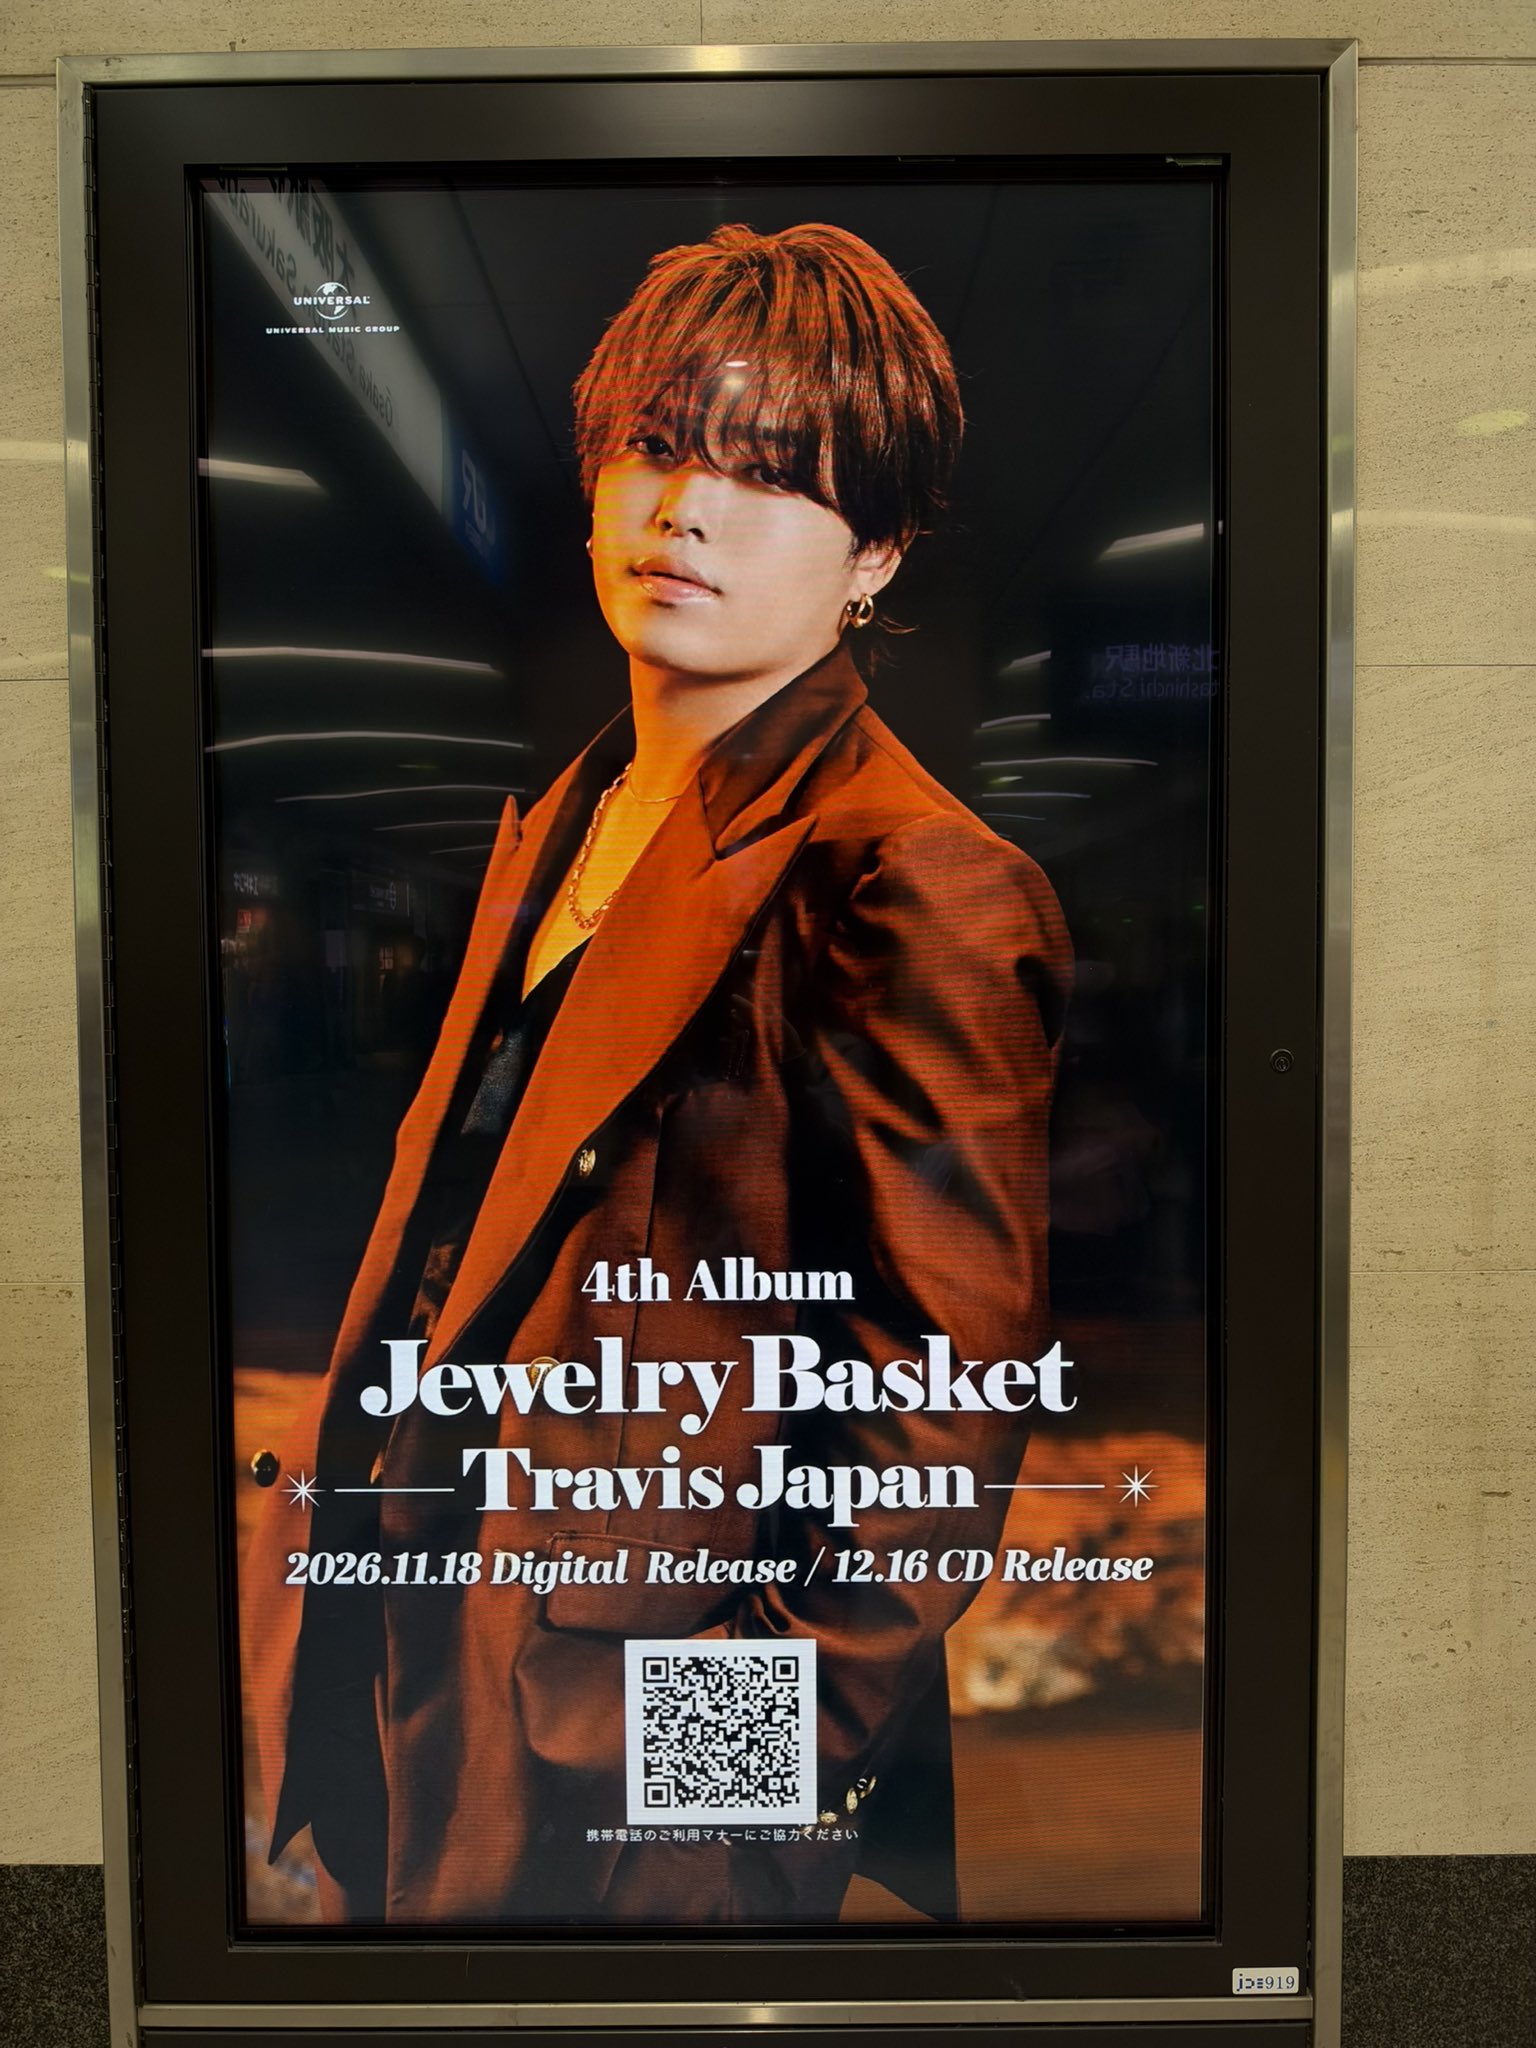 UNIVERSAL
UNIVERSAL MUSIC GROUP
4th Album
Jewelry Basket
Travis Japan
2026.11.18 Digital Release / 12.16 CD Release
携帯電話のご利用マナーにご協力ください
919